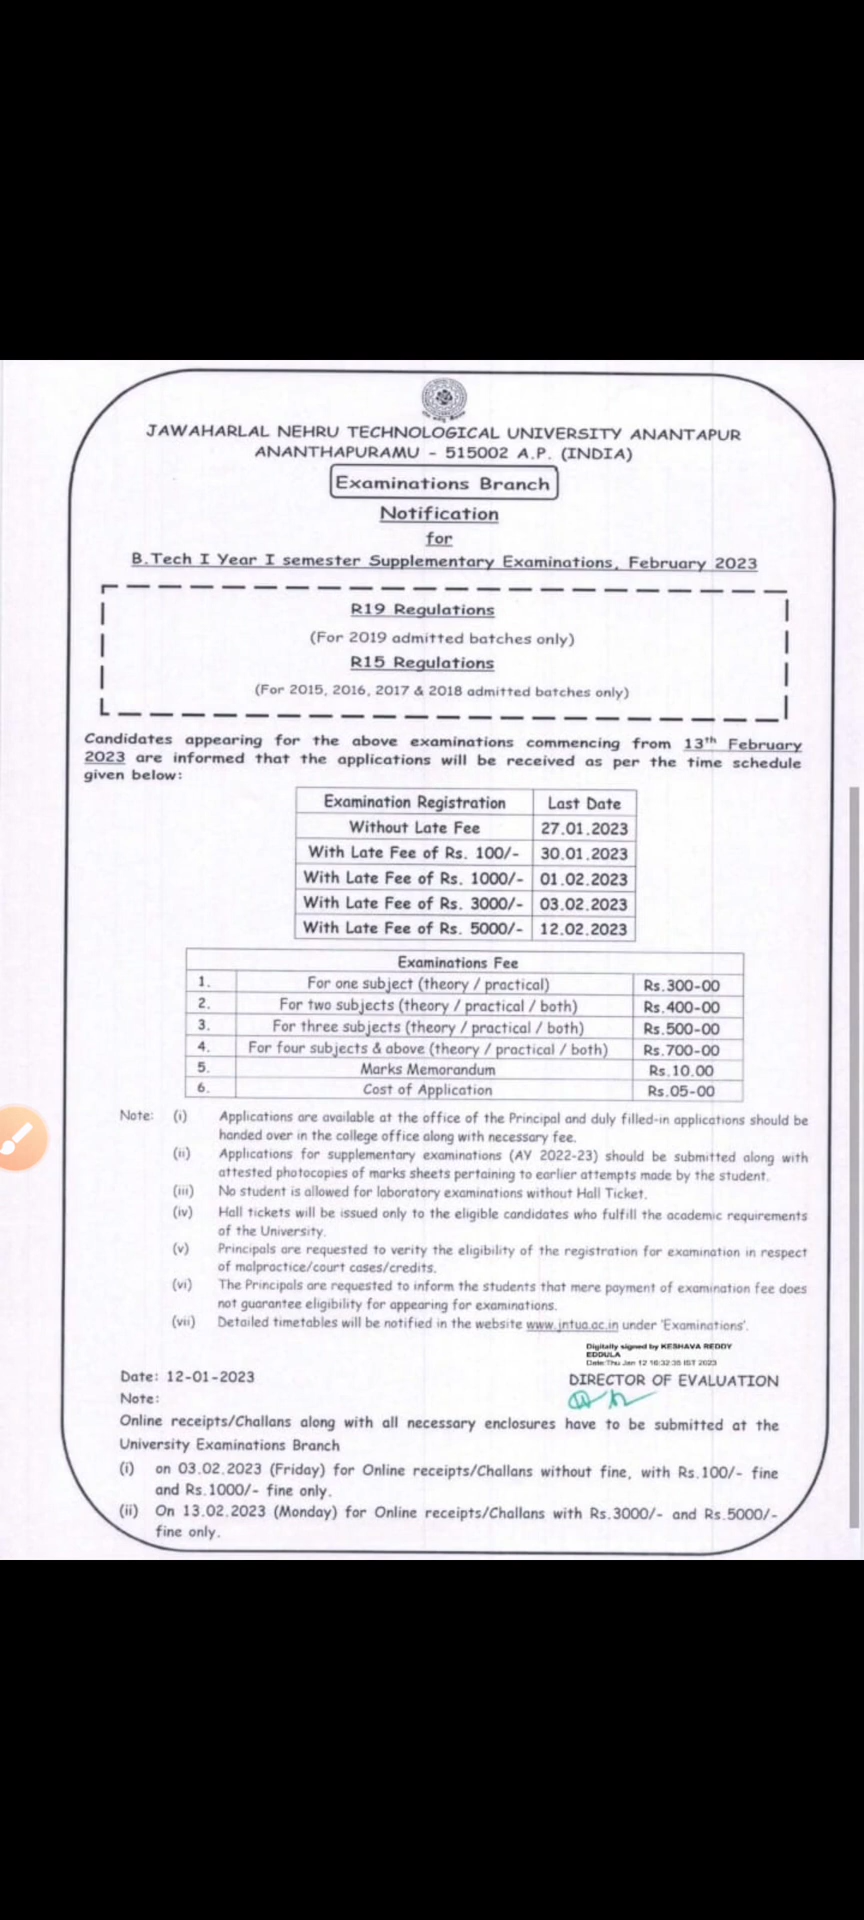 JAWAHARLAL NEHRU TECHNOLOGICAL UNIVERSITY ANANTAPUR
ANANTHAPURAMU - 515002 A.P. (INDIA)
Examinations Branch
Notification
for
B.Tech I Year I semester Supplementary Examinations, February 2023
R19 Regulations
(For 2019 admitted batches only)
R15 Regulations
(For 2015, 2016, 2017 & 2018 admitted batches only)
Candidates appearing for the above examinations commencing from 13th February
2023 are informed that the applications will be received as per the time schedule
given below:
Examination Registration Last Date
Without Late Fee 27.01.2023
With Late Fee of Rs. 100/- 30.01.2023
With Late Fee of Rs. 1000/- 01.02.2023
With Late Fee of Rs. 3000/- 03.02.2023
With Late Fee of Rs. 5000/- 12.02.2023
Examinations Fee
1. For one subject (theory / practical) Rs.300-00
2. For two subjects (theory / practical / both) Rs.400-00
3. For three subjects (theory / practical / both) Rs.500-00
4. For four subjects & above (theory / practical / both) Rs.700-00
5. Marks Memorandum Rs.10.00
6. Cost of Application Rs.05-00
Note: (i) Applications are available at the office of the Principal and duly filled-in applications should be
handed over in the college office along with necessary fee.
(ii) Applications for supplementary examinations (AY 2022-23) should be submitted along with
attested photocopies of marks sheets pertaining to earlier attempts made by the student.
(iii) No student is allowed for laboratory examinations without Hall Ticket.
(iv) Hall tickets will be issued only to the eligible candidates who fulfill the academic requirements
of the University.
(v) Principals are requested to verity the eligibility of the registration for examination in respect
of malpractice/court cases/credits.
(vi) The Principals are requested to inform the students that mere payment of examination fee does
not guarantee eligibility for appearing for examinations.
(vii) Detailed timetables will be notified in the website www.jntua.ac.in under 'Examinations'.
Digitally signed by KESHAVA REDDY
EDDULA
Date:Thu Jan 12 16:32:35 IST 2023
Date: 12-01-2023 DIRECTOR OF EVALUATION
Note:
Online receipts/Challans along with all necessary enclosures have to be submitted at the
University Examinations Branch
(i) on 03.02.2023 (Friday) for Online receipts/Challans without fine, with Rs.100/- fine
and Rs.1000/- fine only.
(ii) On 13.02.2023 (Monday) for Online receipts/Challans with Rs.3000/- and Rs.5000/-
fine only.